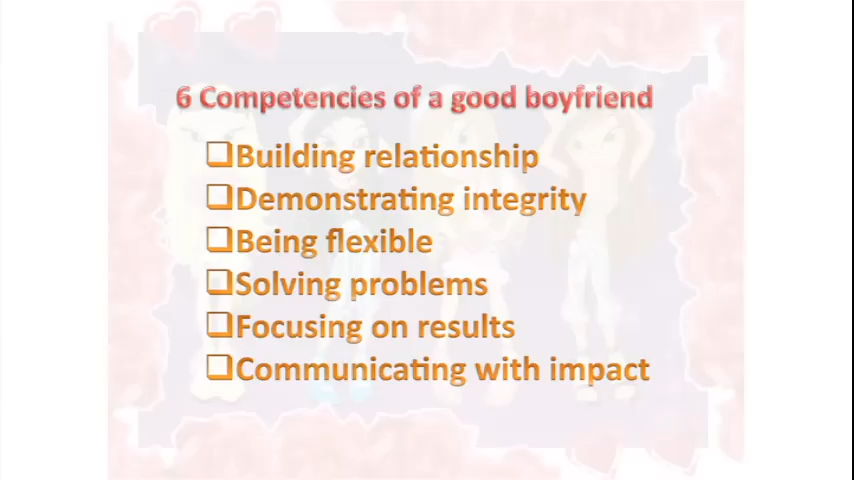 6 Competencies of a good boyfriend
❑Building relationship
❑Demonstrating integrity
❑Being flexible
❑Solving problems
❑Focusing on results
❑Communicating with impact